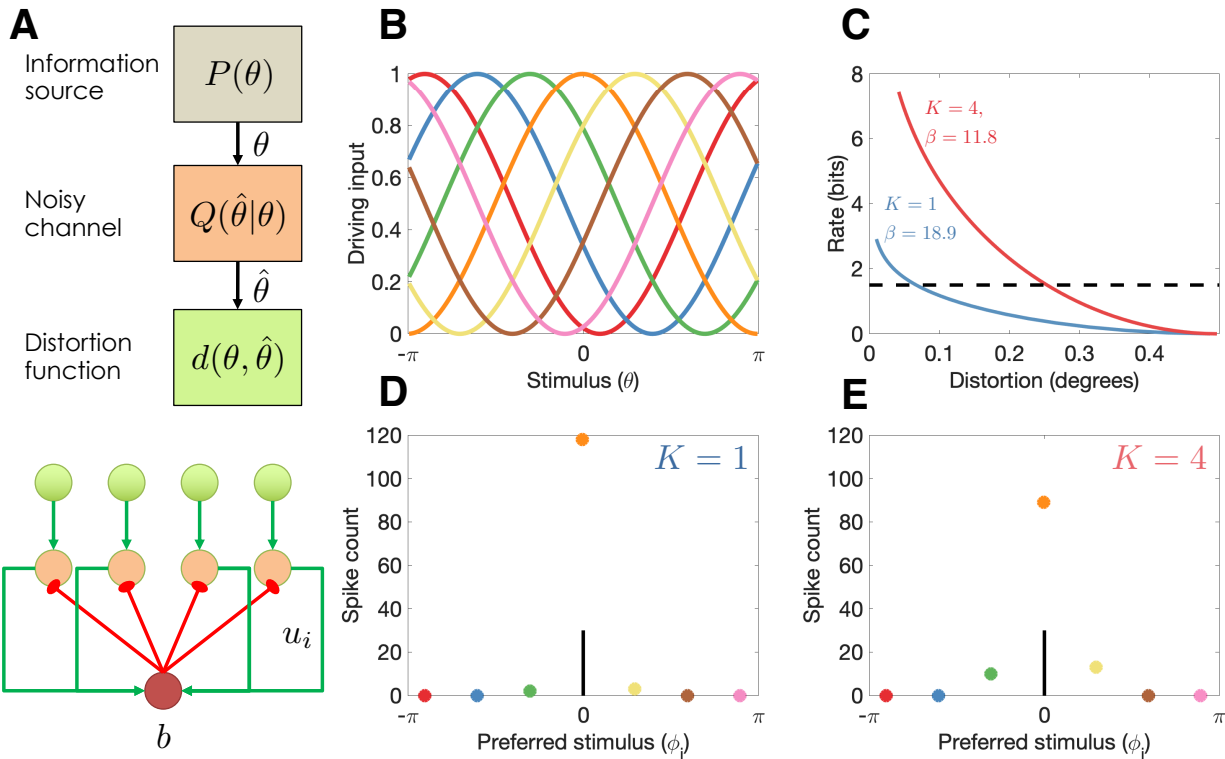 A
Information
source
P(θ)
θ
Noisy
channel
Q(θ̂|θ)
θ̂
Distortion
function
d(θ, θ̂)
u_i
b
B
Driving input
1
0.8
0.6
0.4
0.2
0
-π
0
π
Stimulus (θ)
C
Rate (bits)
8
6
4
2
0
K = 4,
β = 11.8
K = 1
β = 18.9
0
0.1
0.2
0.3
0.4
Distortion (degrees)
D
K = 1
Spike count
120
100
80
60
40
20
0
-π
0
π
Preferred stimulus (ϕ_i)
E
K = 4
Spike count
120
100
80
60
40
20
0
-π
0
π
Preferred stimulus (ϕ_i)